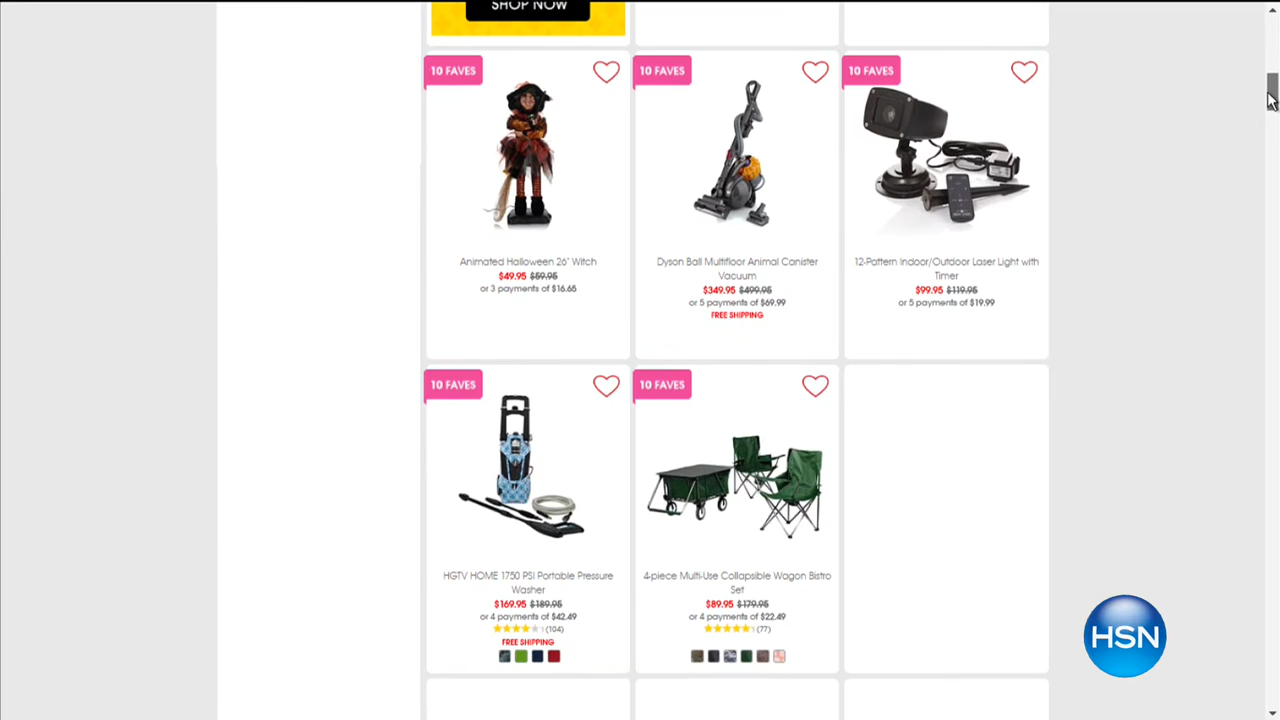 SHOP NOW
10 FAVES
10 FAVES
10 FAVES
Animated Halloween 26" Witch
$49.95 $59.95
or 3 payments of $16.65
Dyson Ball Multifloor Animal Canister
Vacuum
$349.95 $499.95
or 5 payments of $69.99
FREE SHIPPING
12-Pattern Indoor/Outdoor Laser Light with
Timer
$99.95 $119.95
or 5 payments of $19.99
10 FAVES
10 FAVES
HGTV HOME 1750 PSI Portable Pressure
Washer
$169.95 $189.95
or 4 payments of $42.49
(104)
FREE SHIPPING
4-piece Multi-Use Collapsible Wagon Bistro
Set
$89.95 $179.95
or 4 payments of $22.49
(77)
HSN